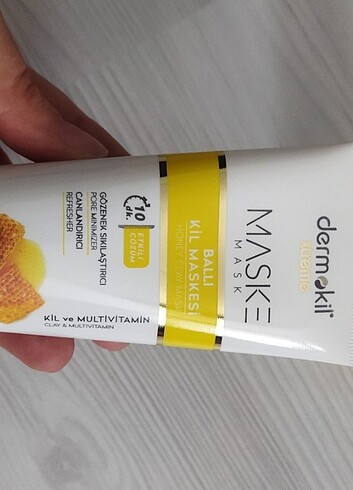 dermokil®
xtreme
MASKE
MASK
BALLI
KİL MASKESİ
HONEY CLAY MASK
10
dk.
ETKİLİ
ÇÖZÜM
GÖZENEK SIKILAŞTIRICI
PORE MINIMIZER
CANLANDIRICI
REFRESHER
KİL ve MULTİVİTAMİN
CLAY & MULTIVITAMIN